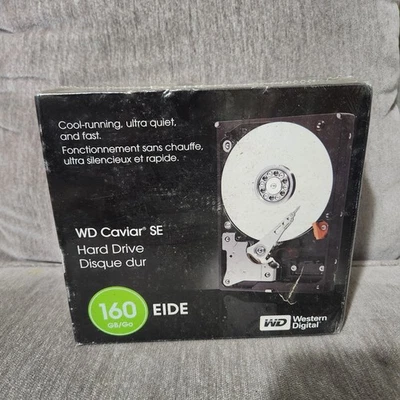 Cool-running, ultra quiet,
and fast.
Fonctionnement sans chauffe,
ultra silencieux et rapide.
WD Caviar® SE
Hard Drive
Disque dur
160
GB/Go
EIDE
WD
Western
Digital®